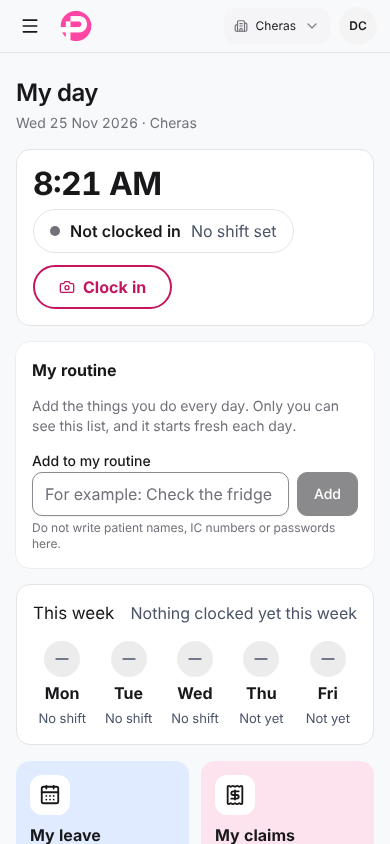 Cheras
DC
My day
Wed 25 Nov 2026 · Cheras
8:21 AM
Not clocked in No shift set
Clock in
My routine
Add the things you do every day. Only you can
see this list, and it starts fresh each day.
Add to my routine
For example: Check the fridge
Add
Do not write patient names, IC numbers or passwords
here.
This week Nothing clocked yet this week
Mon Tue Wed Thu Fri
No shift No shift No shift Not yet Not yet
My leave My claims